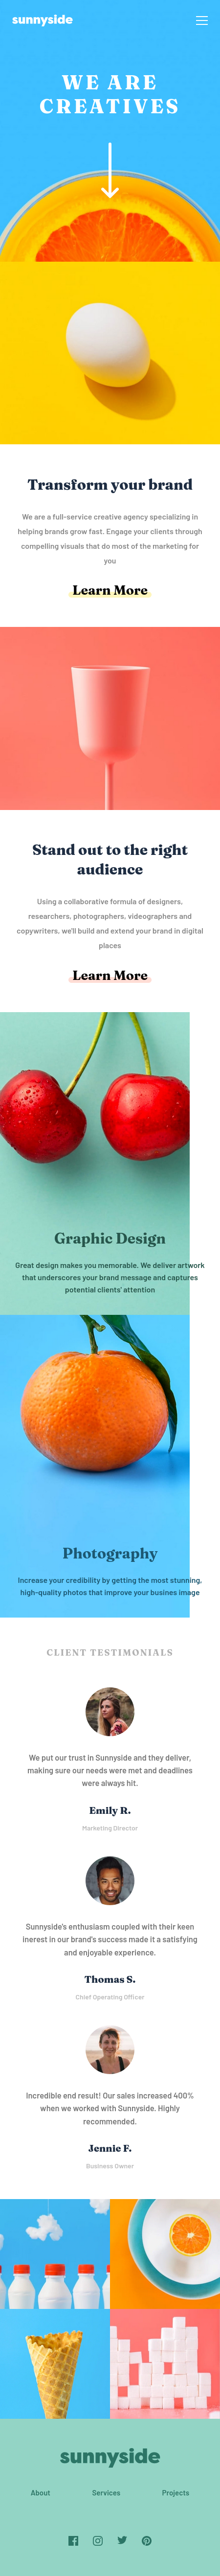 sunnyside
WE ARE
CREATIVES
Transform your brand
We are a full-service creative agency specializing in
helping brands grow fast. Engage your clients through
compelling visuals that do most of the marketing for
you
Learn More
Stand out to the right
audience
Using a collaborative formula of designers,
researchers, photographers, videographers and
copywriters, we'll build and extend your brand in digital
places
Learn More
Graphic Design
Great design makes you memorable. We deliver artwork
that underscores your brand message and captures
potential clients' attention
Photography
Increase your credibility by getting the most stunning,
high-quality photos that improve your busines image
CLIENT TESTIMONIALS
We put our trust in Sunnyside and they deliver,
making sure our needs were met and deadlines
were always hit.
Emily R.
Marketing Director
Sunnyside's enthusiasm coupled with their keen
inerest in our brand's success made it a satisfying
and enjoyable experience.
Thomas S.
Chief Operating Officer
Incredible end result! Our sales increased 400%
when we worked with Sunnyside. Highly
recommended.
Jennie F.
Business Owner
sunnyside
About Services Projects